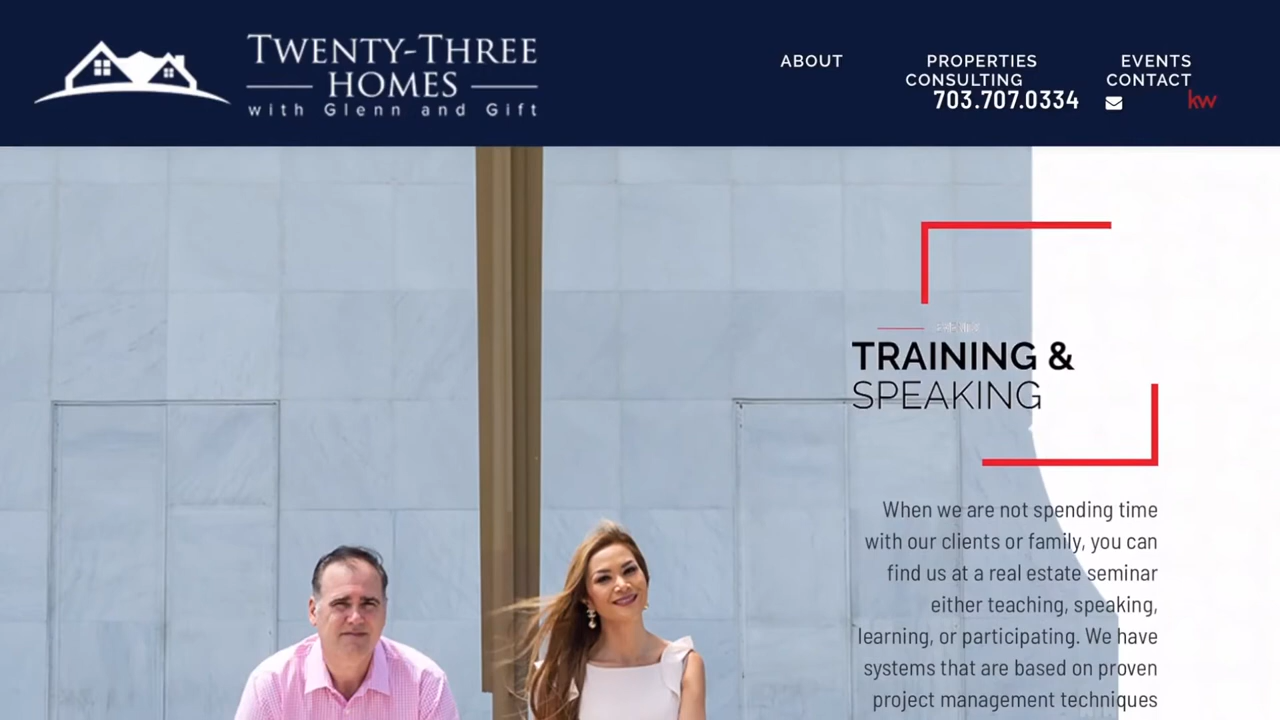 TWENTY-THREE
HOMES
with Glenn and Gift
ABOUT PROPERTIES EVENTS
CONSULTING CONTACT
703.707.0334 kw
TRAINING &
SPEAKING
When we are not spending time
with our clients or family, you can
find us at a real estate seminar
either teaching, speaking,
learning, or participating. We have
systems that are based on proven
project management techniques